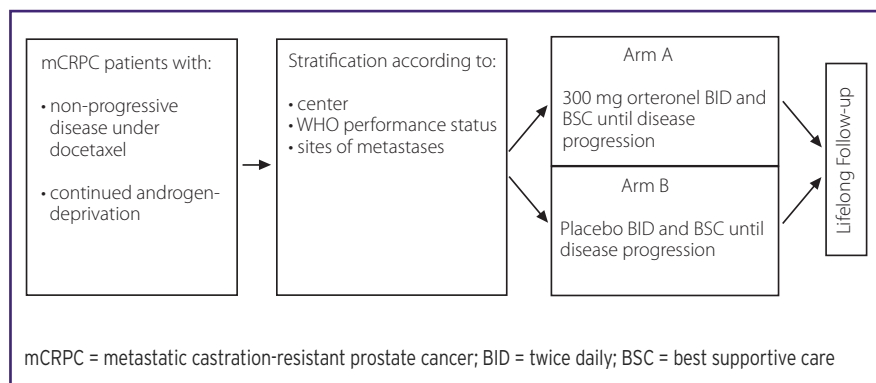 mCRPC patients with:
• non-progressive
disease under
docetaxel
• continued androgen-
deprivation
Stratification according to:
• center
• WHO performance status
• sites of metastases
Arm A
300 mg orteronel BID and
BSC until disease
progression
Arm B
Placebo BID and BSC until
disease progression
Lifelong Follow-up
mCRPC = metastatic castration-resistant prostate cancer; BID = twice daily; BSC = best supportive care